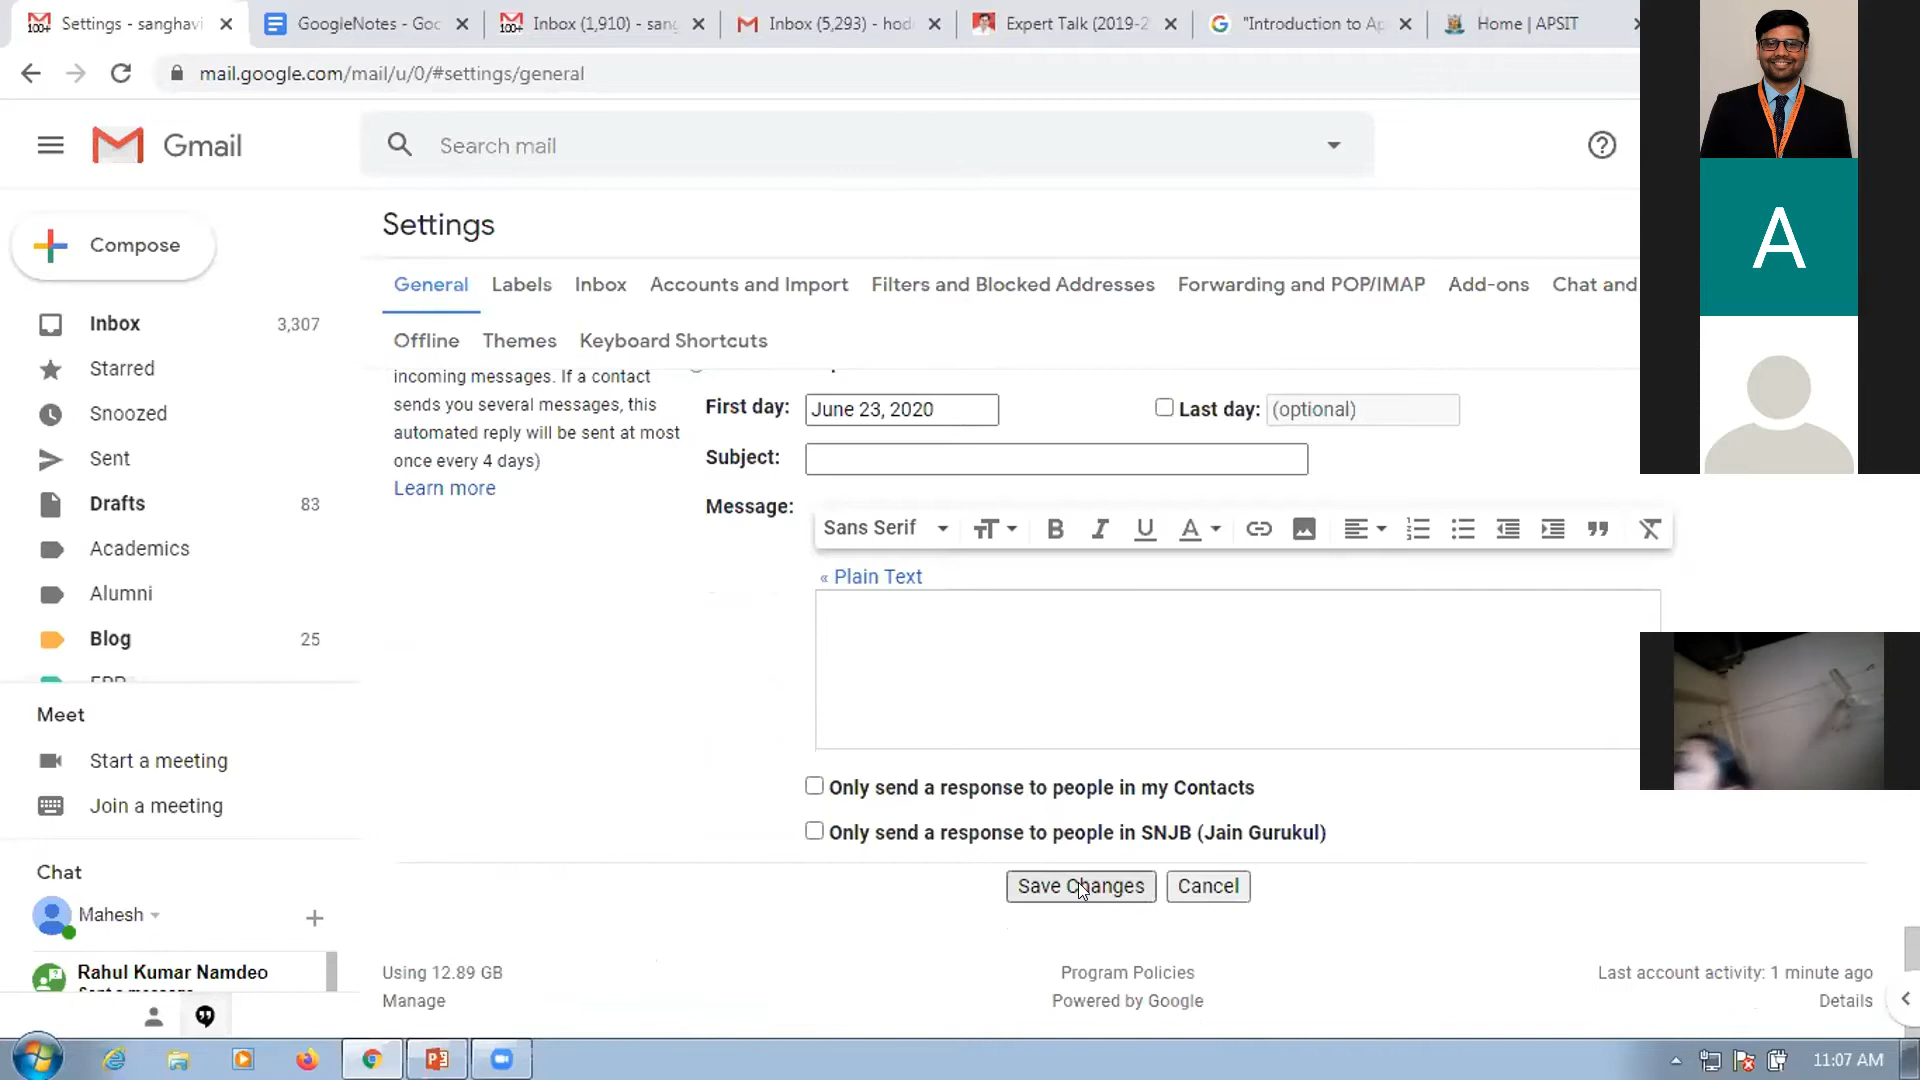 Settings - sanghavi
GoogleNotes - Goo
Inbox (1,910) - sang
Inbox (5,293) - hod
Expert Talk (2019-2
"Introduction to Ap
Home | APSIT
mail.google.com/mail/u/0/#settings/general
Gmail
Search mail
A
Settings
Compose
General
Labels
Inbox
Accounts and Import
Filters and Blocked Addresses
Forwarding and POP/IMAP
Add-ons
Chat and
Offline
Themes
Keyboard Shortcuts
Inbox 3,307
Starred
Snoozed
Sent
Drafts 83
Academics
Alumni
Blog 25
incoming messages. If a contact
sends you several messages, this
automated reply will be sent at most
once every 4 days)
Learn more
First day: June 23, 2020
Last day: (optional)
Subject:
Message:
Sans Serif
« Plain Text
Only send a response to people in my Contacts
Only send a response to people in SNJB (Jain Gurukul)
Save Changes
Cancel
Meet
Start a meeting
Join a meeting
Chat
Mahesh
Rahul Kumar Namdeo
Using 12.89 GB
Manage
Program Policies
Powered by Google
Last account activity: 1 minute ago
Details
11:07 AM